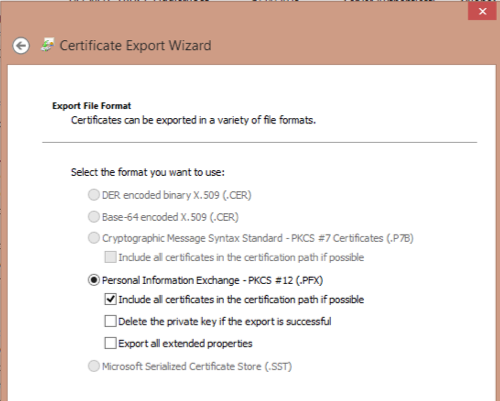 Certificate Export Wizard
Export File Format
Certificates can be exported in a variety of file formats.
Select the format you want to use:
DER encoded binary X.509 (.CER)
Base-64 encoded X.509 (.CER)
Cryptographic Message Syntax Standard - PKCS #7 Certificates (.P7B)
Include all certificates in the certification path if possible
Personal Information Exchange - PKCS #12 (.PFX)
Include all certificates in the certification path if possible
Delete the private key if the export is successful
Export all extended properties
Microsoft Serialized Certificate Store (.SST)